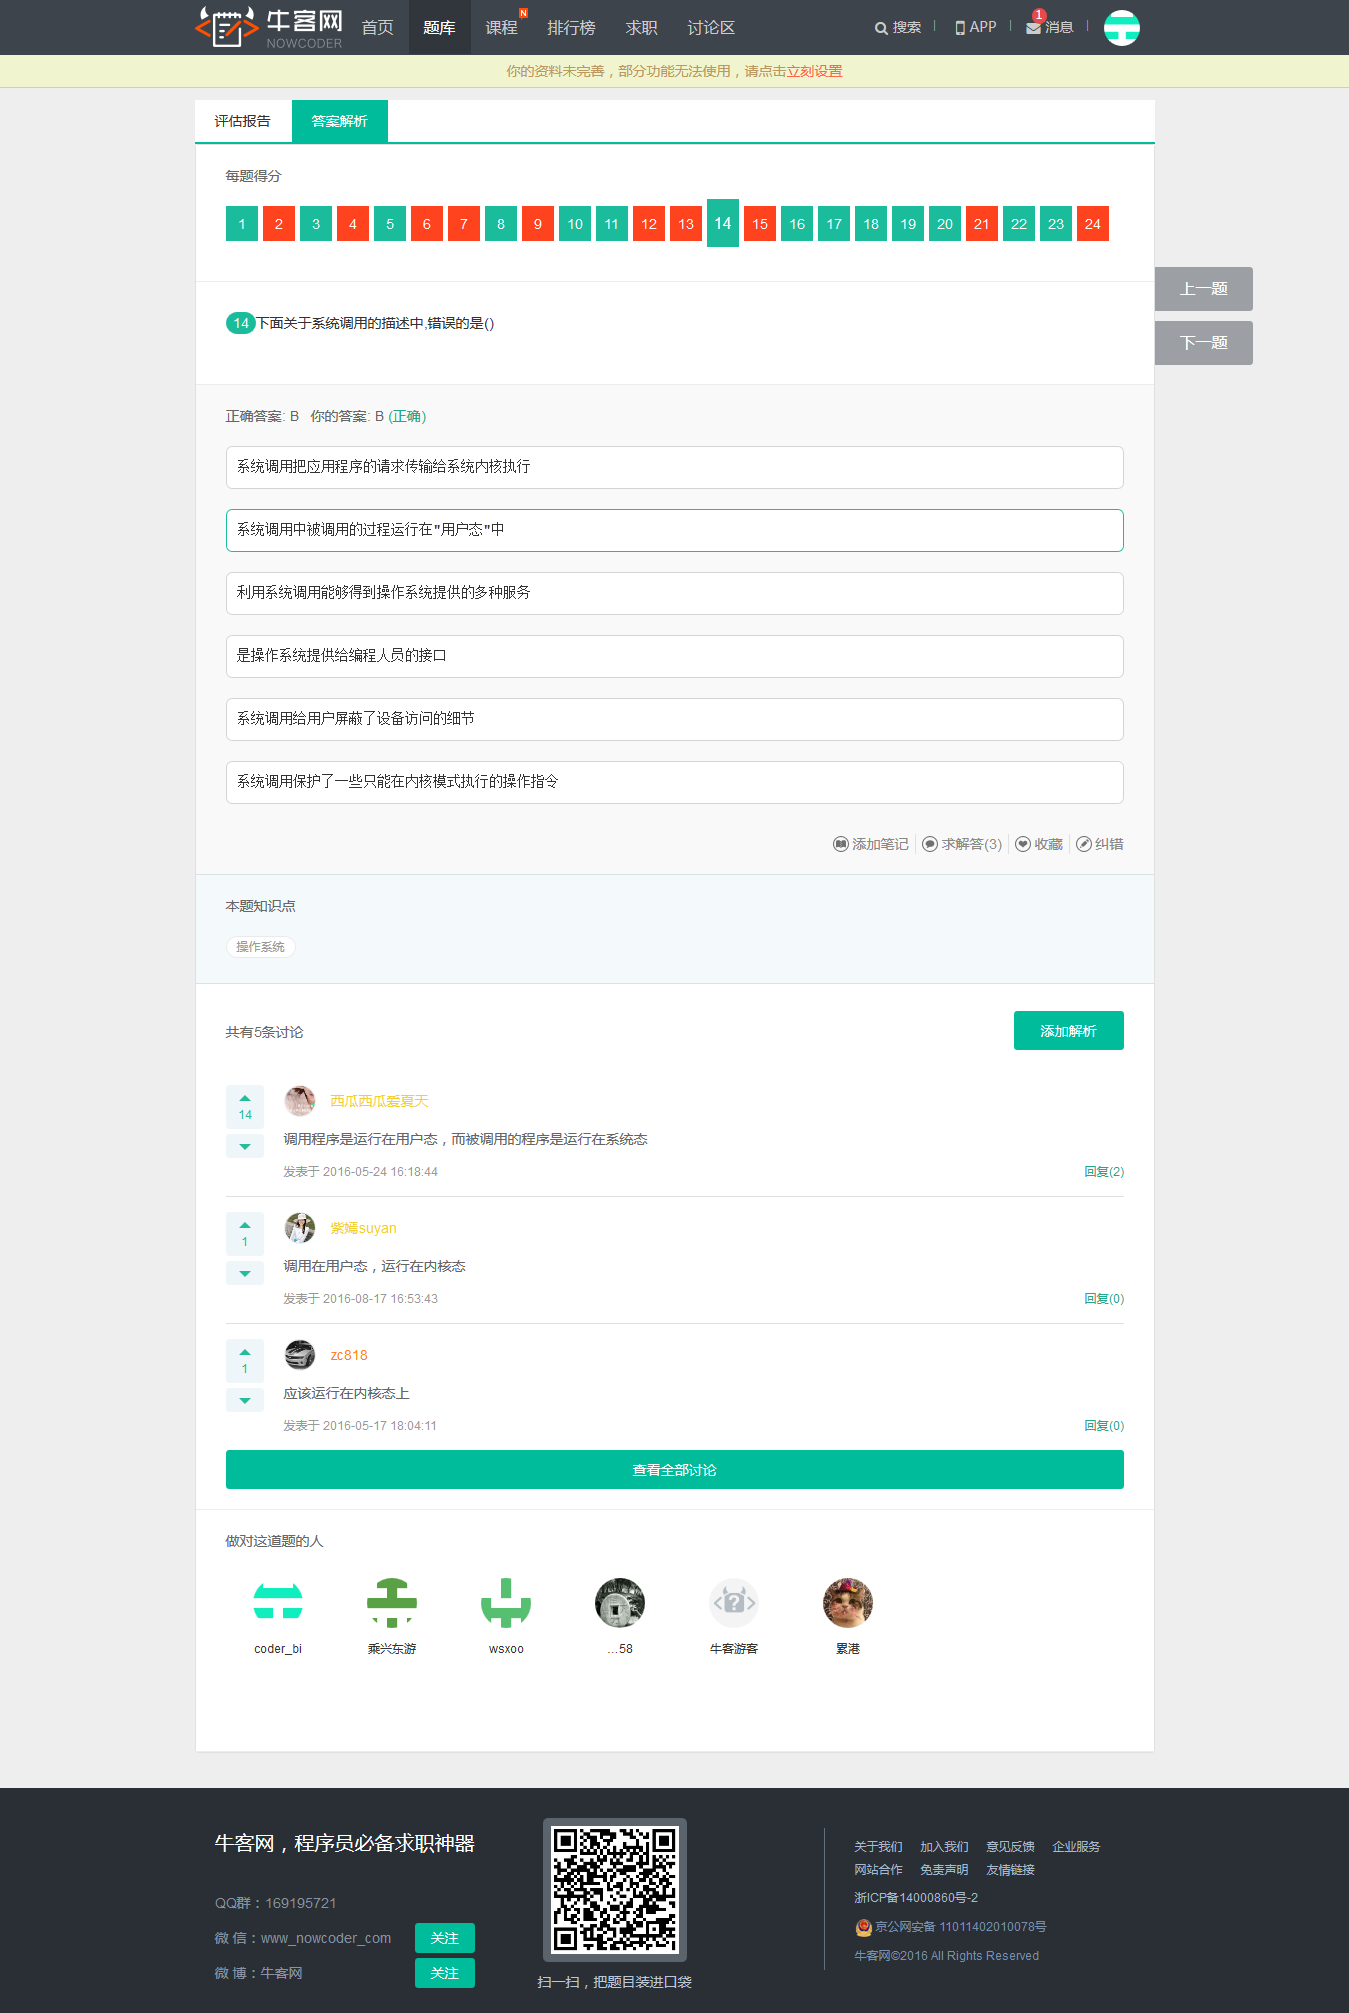 牛客网
NOWCODER
首页 题库 课程 N 排行榜 求职 讨论区 搜索 APP 1 消息
你的资料未完善，部分功能无法使用，请点击立刻设置
评估报告 答案解析
每题得分
1 2 3 4 5 6 7 8 9 10 11 12 13 14 15 16 17 18 19 20 21 22 23 24
上一题
14 下面关于系统调用的描述中,错误的是()
下一题
正确答案: B 你的答案: B (正确)
系统调用把应用程序的请求传输给系统内核执行
系统调用中被调用的过程运行在"用户态"中
利用系统调用能够得到操作系统提供的多种服务
是操作系统提供给编程人员的接口
系统调用给用户屏蔽了设备访问的细节
系统调用保护了一些只能在内核模式执行的操作指令
添加笔记 求解答(3) 收藏 纠错
本题知识点
操作系统
共有5条讨论 添加解析
14 西瓜西瓜爱夏天
调用程序是运行在用户态，而被调用的程序是运行在系统态
发表于 2016-05-24 16:18:44 回复(2)
1 紫嫣suyan
调用在用户态，运行在内核态
发表于 2016-08-17 16:53:43 回复(0)
1 zc818
应该运行在内核态上
发表于 2016-05-17 18:04:11 回复(0)
查看全部讨论
做对这道题的人
coder_bi 乘兴东游 wsxoo ...58 牛客游客 累港
牛客网，程序员必备求职神器
QQ群：169195721
微 信：www_nowcoder_com 关注
微 博：牛客网 关注
扫一扫，把题目装进口袋
关于我们 加入我们 意见反馈 企业服务
网站合作 免责声明 友情链接
浙ICP备14000860号-2
京公网安备 11011402010078号
牛客网©2016 All Rights Reserved